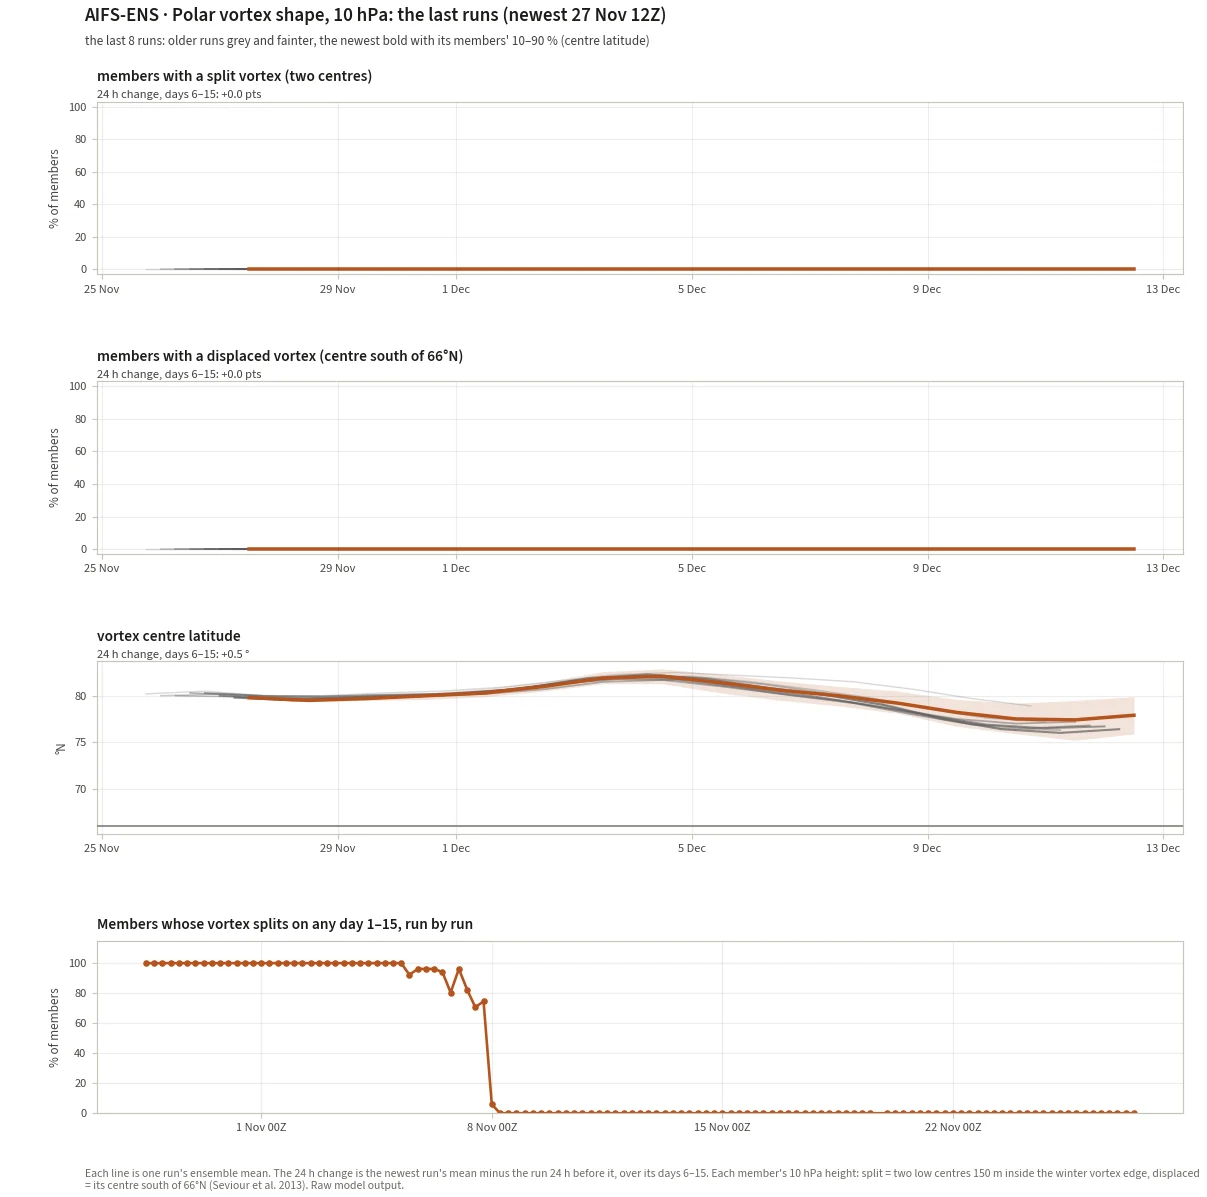 AIFS-ENS · Polar vortex shape, 10 hPa: the last runs (newest 27 Nov 12Z)
the last 8 runs: older runs grey and fainter, the newest bold with its members' 10–90 % (centre latitude)
members with a split vortex (two centres)
24 h change, days 6–15: +0.0 pts
100
80
60
40
20
0
% of members
25 Nov
29 Nov
1 Dec
5 Dec
9 Dec
13 Dec
members with a displaced vortex (centre south of 66°N)
24 h change, days 6–15: +0.0 pts
100
80
60
40
20
0
% of members
25 Nov
29 Nov
1 Dec
5 Dec
9 Dec
13 Dec
vortex centre latitude
24 h change, days 6–15: +0.5 °
80
75
70
°N
25 Nov
29 Nov
1 Dec
5 Dec
9 Dec
13 Dec
Members whose vortex splits on any day 1–15, run by run
100
80
60
40
20
0
% of members
1 Nov 00Z
8 Nov 00Z
15 Nov 00Z
22 Nov 00Z
Each line is one run's ensemble mean. The 24 h change is the newest run's mean minus the run 24 h before it, over its days 6–15. Each member's 10 hPa height: split = two low centres 150 m inside the winter vortex edge, displaced
= its centre south of 66°N (Seviour et al. 2013). Raw model output.